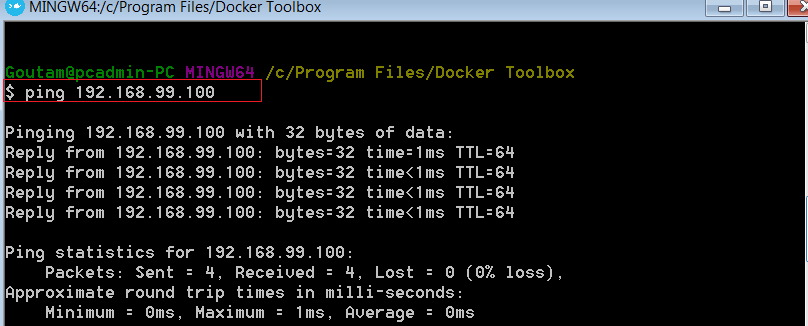 MINGW64:/c/Program Files/Docker Toolbox
Goutam@pcadmin-PC MINGW64 /c/Program Files/Docker Toolbox
$ ping 192.168.99.100
Pinging 192.168.99.100 with 32 bytes of data:
Reply from 192.168.99.100: bytes=32 time=1ms TTL=64
Reply from 192.168.99.100: bytes=32 time<1ms TTL=64
Reply from 192.168.99.100: bytes=32 time<1ms TTL=64
Reply from 192.168.99.100: bytes=32 time<1ms TTL=64
Ping statistics for 192.168.99.100:
    Packets: Sent = 4, Received = 4, Lost = 0 (0% loss),
Approximate round trip times in milli-seconds:
    Minimum = 0ms, Maximum = 1ms, Average = 0ms